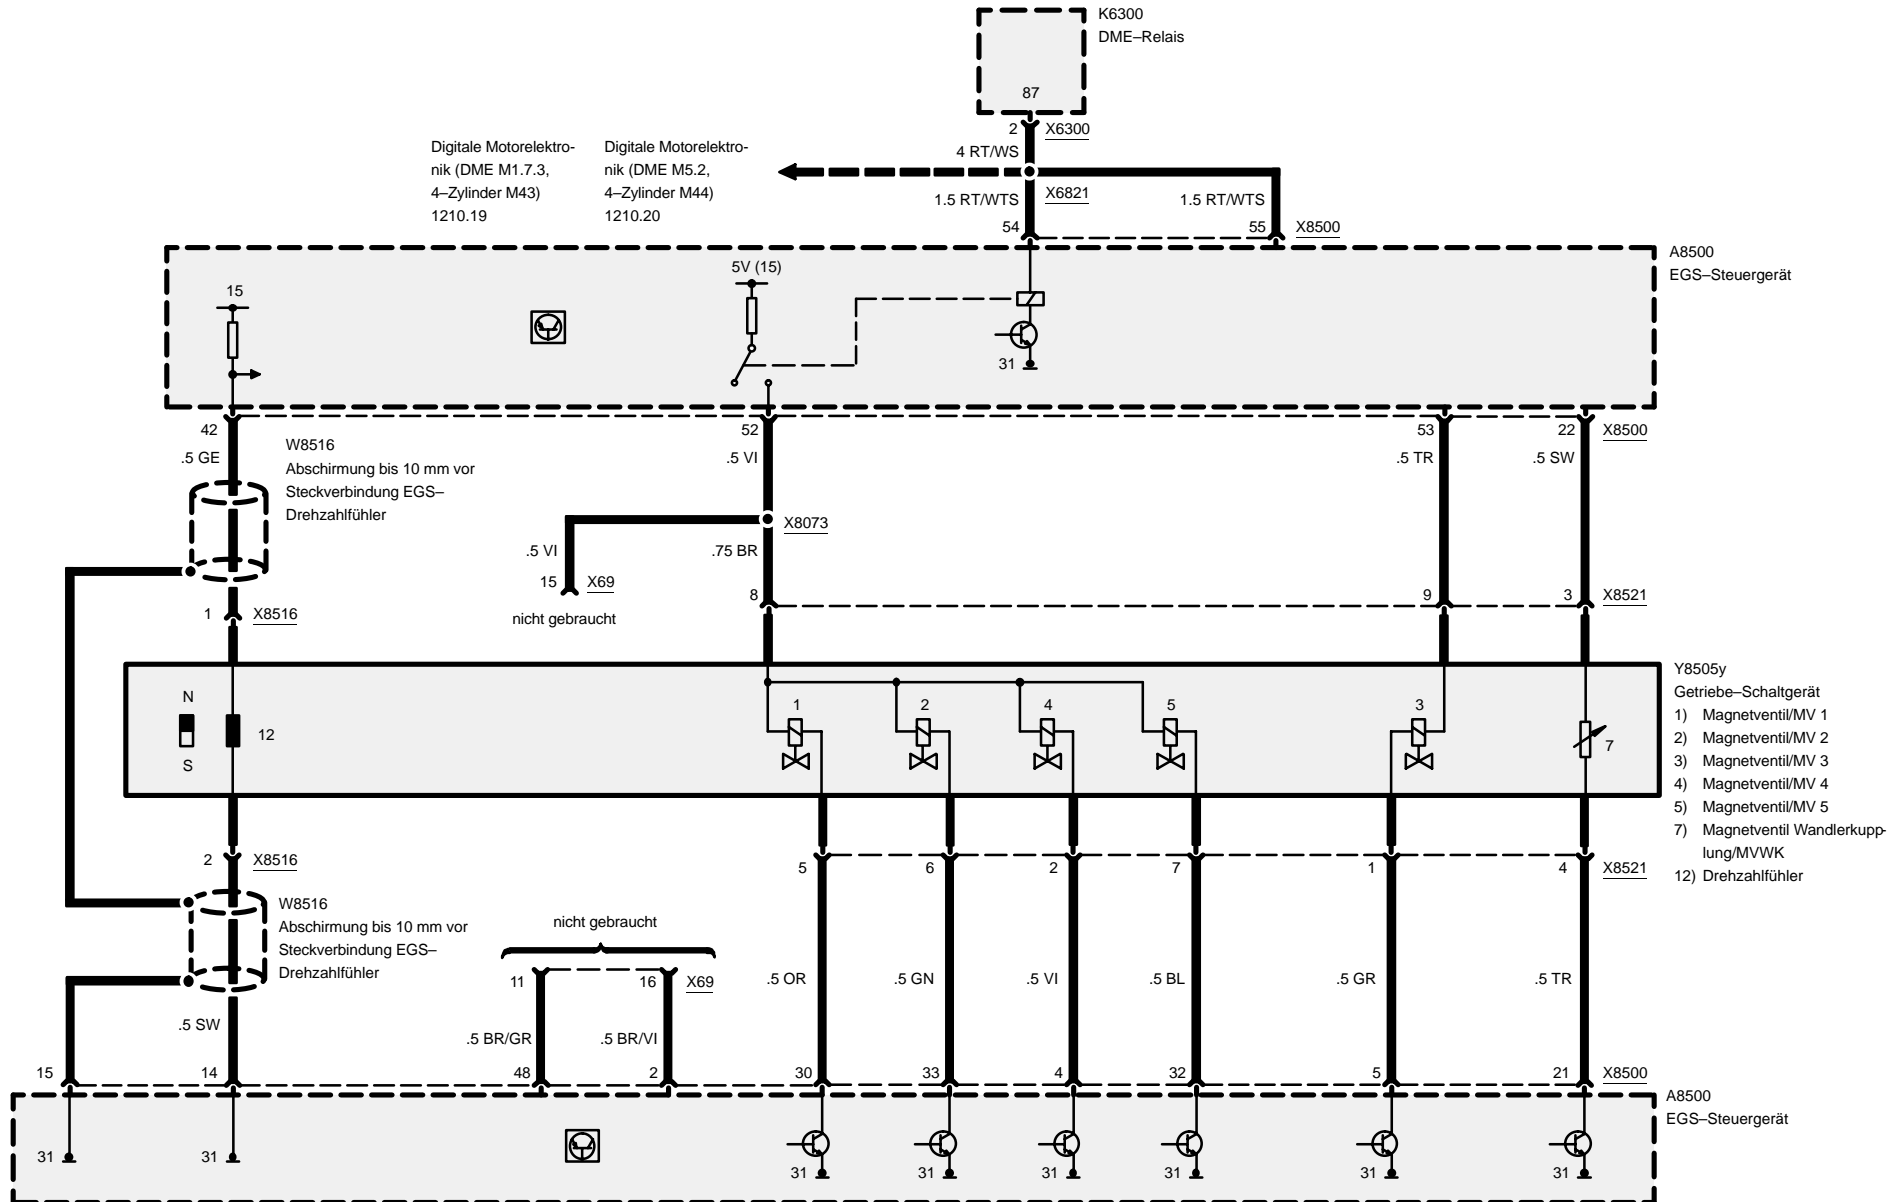 K6300
DME–Relais
87
2 X6300
4 RT/WS
Digitale Motorelektro-
nik (DME M1.7.3,
4–Zylinder M43)
1210.19
Digitale Motorelektro-
nik (DME M5.2,
4–Zylinder M44)
1210.20
X6821
1.5 RT/WTS
1.5 RT/WTS
54
55 X8500
A8500
EGS–Steuergerät
15
5V (15)
31
42
52
53
22 X8500
.5 GE
.5 VI
.5 TR
.5 SW
W8516
Abschirmung bis 10 mm vor
Steckverbindung EGS–
Drehzahlfühler
X8073
.5 VI
.75 BR
15 X69
nicht gebraucht
1 X8516
8
9
3 X8521
Y8505y
Getriebe–Schaltgerät
1) Magnetventil/MV 1
2) Magnetventil/MV 2
3) Magnetventil/MV 3
4) Magnetventil/MV 4
5) Magnetventil/MV 5
7) Magnetventil Wandlerkupp-
lung/MVWK
12) Drehzahlfühler
N
S
12
1
2
4
5
3
7
2 X8516
5
6
2
7
1
4 X8521
W8516
Abschirmung bis 10 mm vor
Steckverbindung EGS–
Drehzahlfühler
nicht gebraucht
11
16 X69
.5 OR
.5 GN
.5 VI
.5 BL
.5 GR
.5 TR
.5 SW
.5 BR/GR
.5 BR/VI
15
14
48
2
30
33
4
32
5
21 X8500
A8500
EGS–Steuergerät
31
31
31
31
31
31
31
31